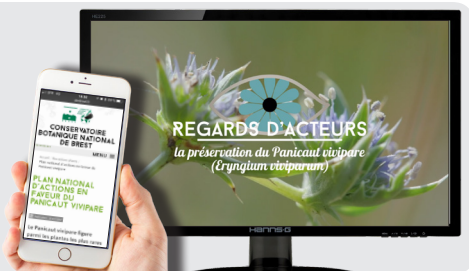 REGARDS D'ACTEURS
la préservation du Panicaut vivipare
(Eryngium viviparum)
Hanns-G
CONSERVATOIRE
BOTANIQUE NATIONAL
DE BREST
MENU
PLAN NATIONAL
D'ACTIONS EN
FAVEUR DU
PANICAUT VIVIPARE
Le Panicaut vivipare figure
parmi les plantes les plus rares